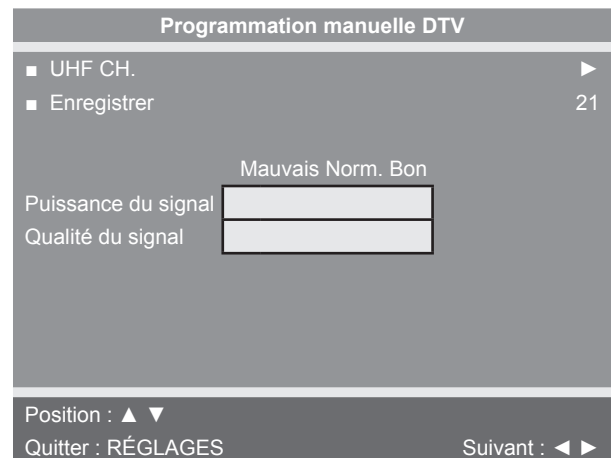 Programmation manuelle DTV
■ UHF CH. ►
■ Enregistrer 21
Mauvais Norm. Bon
Puissance du signal
Qualité du signal
Position : ▲ ▼
Quitter : RÉGLAGES Suivant : ◄ ►